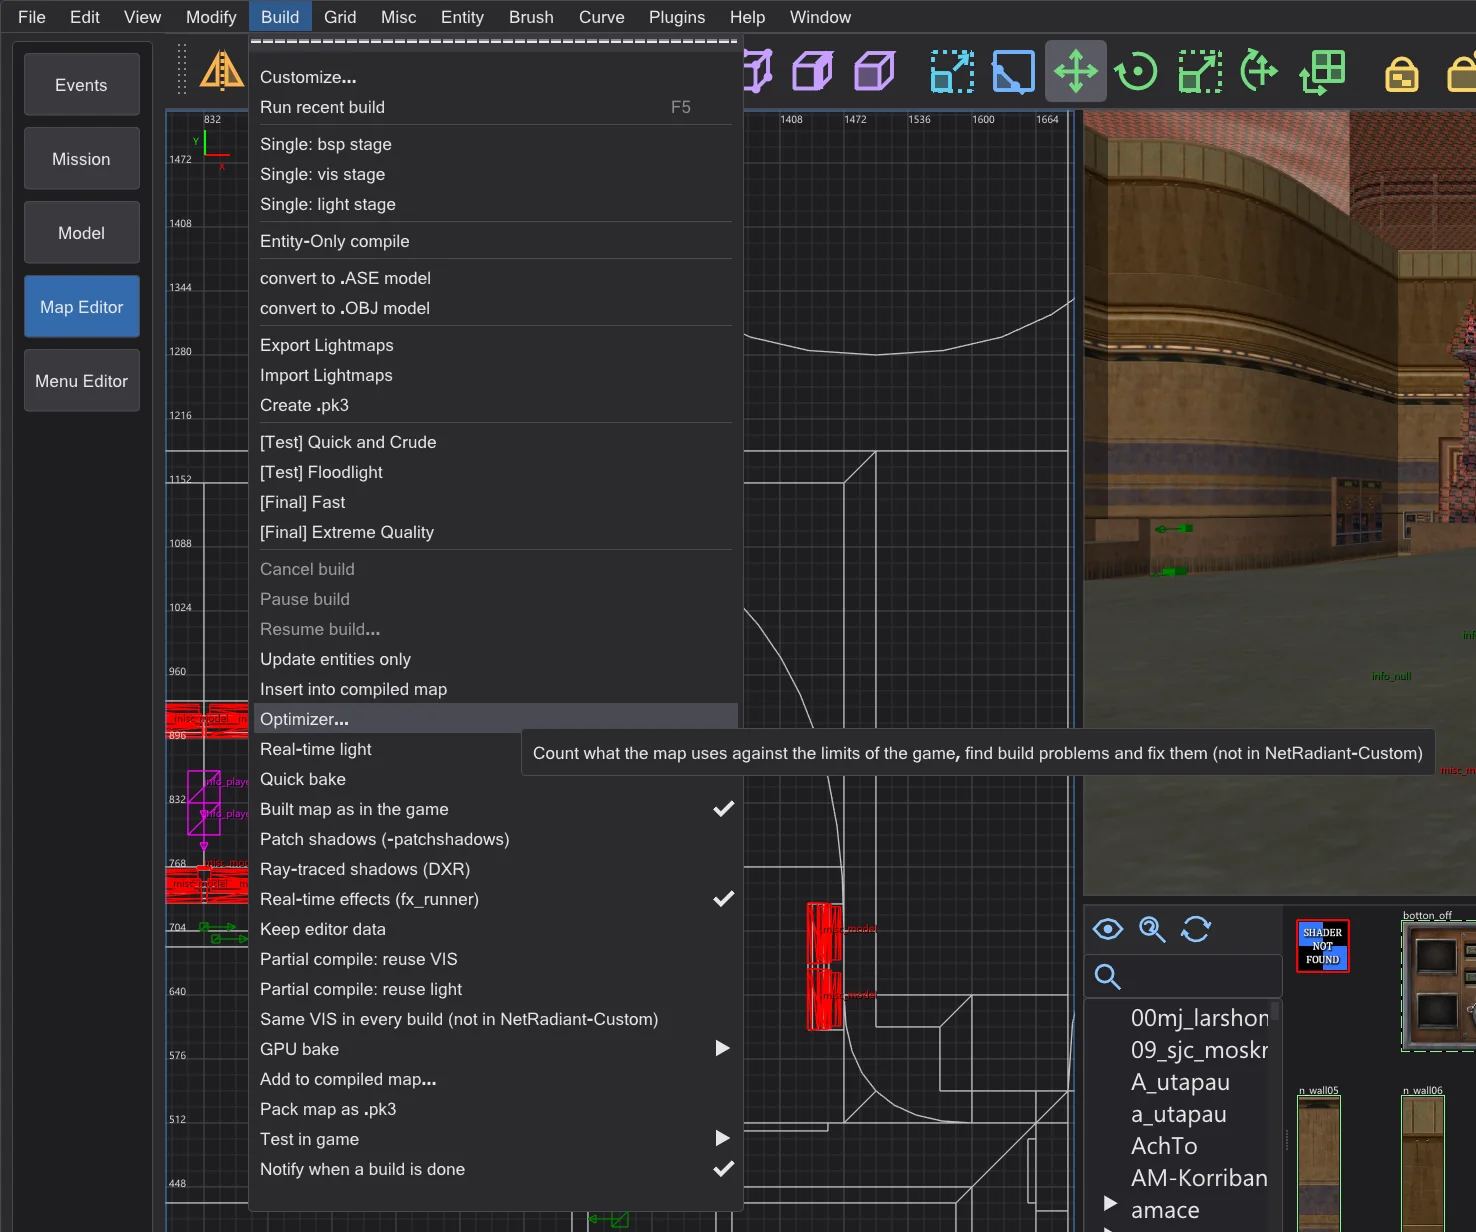 File Edit View Modify Build Grid Misc Entity Brush Curve Plugins Help Window
Events
Mission
Model
Map Editor
Menu Editor
Customize...
Run recent build F5
Single: bsp stage
Single: vis stage
Single: light stage
Entity-Only compile
convert to .ASE model
convert to .OBJ model
Export Lightmaps
Import Lightmaps
Create .pk3
[Test] Quick and Crude
[Test] Floodlight
[Final] Fast
[Final] Extreme Quality
Cancel build
Pause build
Resume build...
Update entities only
Insert into compiled map
Optimizer...
Real-time light
Quick bake
Built map as in the game
Patch shadows (-patchshadows)
Ray-traced shadows (DXR)
Real-time effects (fx_runner)
Keep editor data
Partial compile: reuse VIS
Partial compile: reuse light
Same VIS in every build (not in NetRadiant-Custom)
GPU bake
Add to compiled map...
Pack map as .pk3
Test in game
Notify when a build is done
Count what the map uses against the limits of the game, find build problems and fix them (not in NetRadiant-Custom)
832 1408 1472 1536 1600 1664
Y
X
1472
1408
1344
1280
1216
1152
1088
1024
960
896
832
768
704
640
576
512
448
misc_model
info_playe
info_playe
misc_mo
misc_model
misc_model
misc_model
info_null
misc_m
SHADER
NOT
FOUND
botton_off
n_wall05
n_wall06
00mj_larshom
09_sjc_moskr
A_utapau
a_utapau
AchTo
AM-Korriban
amace